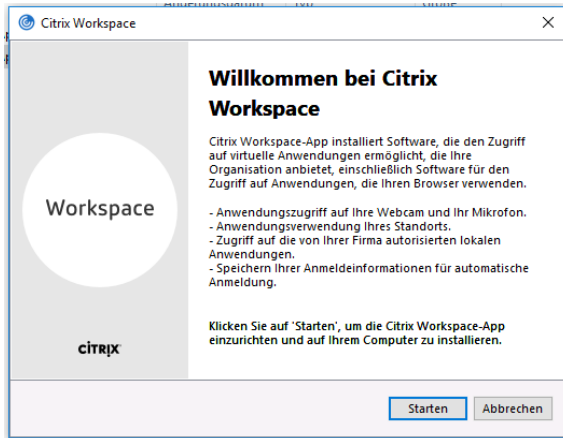 Änderungsdatum Typ Größe
Citrix Workspace
Willkommen bei Citrix
Workspace
Citrix Workspace-App installiert Software, die den Zugriff
auf virtuelle Anwendungen ermöglicht, die Ihre
Organisation anbietet, einschließlich Software für den
Zugriff auf Anwendungen, die Ihren Browser verwenden.
- Anwendungszugriff auf Ihre Webcam und Ihr Mikrofon.
- Anwendungsverwendung Ihres Standorts.
- Zugriff auf die von Ihrer Firma autorisierten lokalen
Anwendungen.
- Speichern Ihrer Anmeldeinformationen für automatische
Anmeldung.
Klicken Sie auf 'Starten', um die Citrix Workspace-App
einzurichten und auf Ihrem Computer zu installieren.
Workspace
CITRIX
Starten Abbrechen